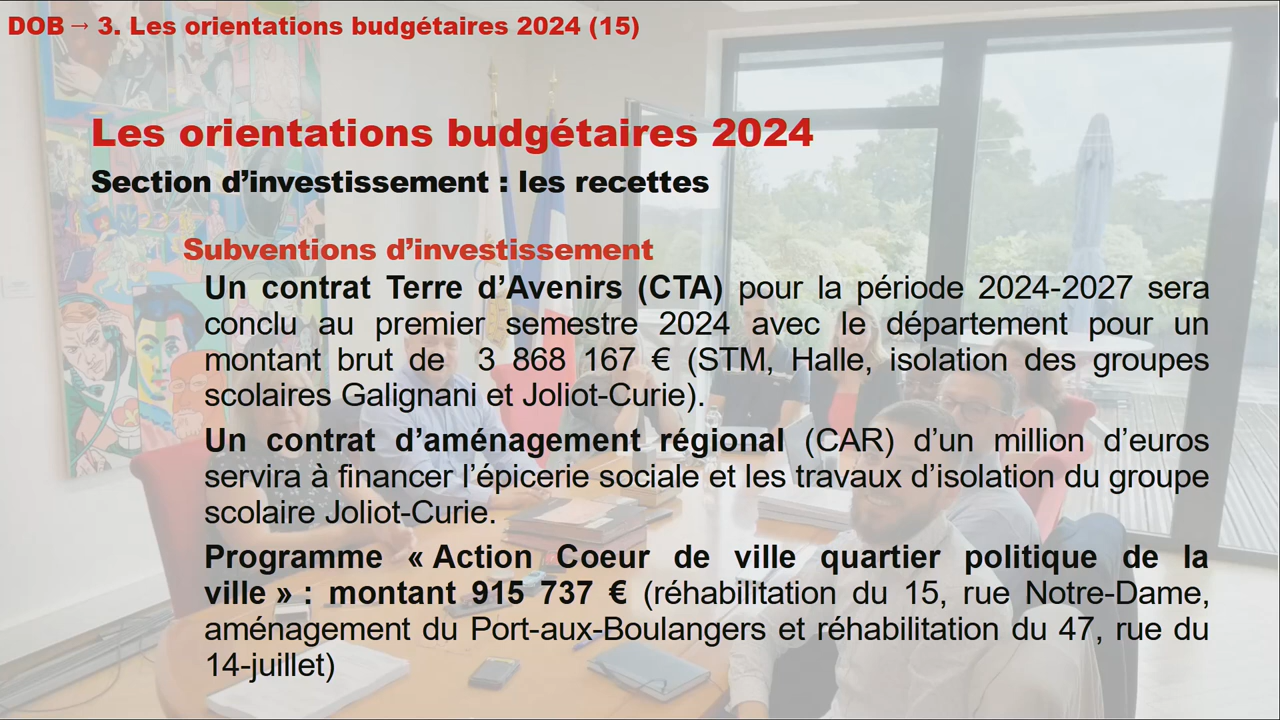 DOB → 3. Les orientations budgétaires 2024 (15)
Les orientations budgétaires 2024
Section d’investissement : les recettes
Subventions d’investissement
Un contrat Terre d’Avenirs (CTA) pour la période 2024-2027 sera
conclu au premier semestre 2024 avec le département pour un
montant brut de 3 868 167 € (STM, Halle, isolation des groupes
scolaires Galignani et Joliot-Curie).
Un contrat d’aménagement régional (CAR) d’un million d’euros
servira à financer l’épicerie sociale et les travaux d’isolation du groupe
scolaire Joliot-Curie.
Programme « Action Coeur de ville quartier politique de la
ville » : montant 915 737 € (réhabilitation du 15, rue Notre-Dame,
aménagement du Port-aux-Boulangers et réhabilitation du 47, rue du
14-juillet)